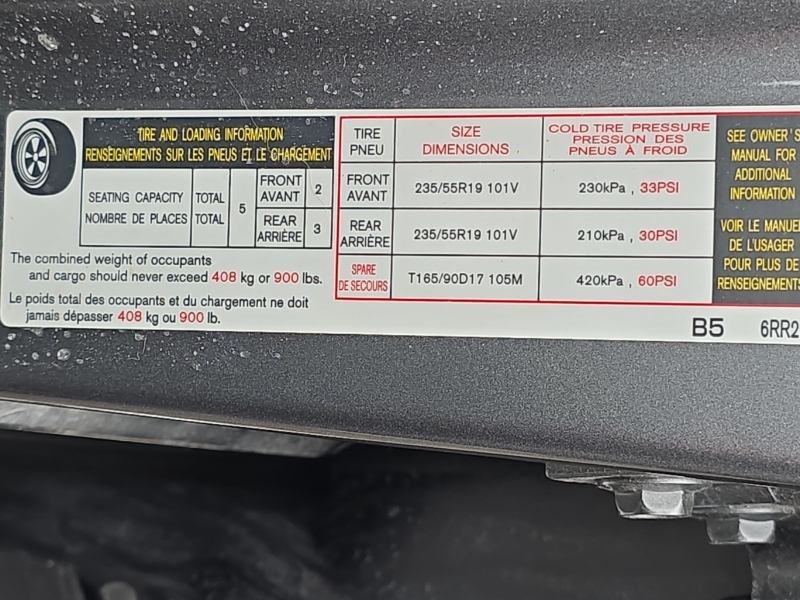 TIRE AND LOADING INFORMATION
RENSEIGNEMENTS SUR LES PNEUS ET LE CHARGEMENT
SEATING CAPACITY TOTAL 5 FRONT 2
NOMBRE DE PLACES TOTAL AVANT
REAR 3
ARRIÈRE
The combined weight of occupants
and cargo should never exceed 408 kg or 900 lbs.
Le poids total des occupants et du chargement ne doit
jamais dépasser 408 kg ou 900 lb.
TIRE SIZE COLD TIRE PRESSURE
PNEU DIMENSIONS PRESSION DES
PNEUS À FROID
FRONT 235/55R19 101V 230kPa , 33PSI
AVANT
REAR 235/55R19 101V 210kPa , 30PSI
ARRIÈRE
SPARE T165/90D17 105M 420kPa , 60PSI
DE SECOURS
SEE OWNER'S
MANUAL FOR
ADDITIONAL
INFORMATION
VOIR LE MANUEL
DE L'USAGER
POUR PLUS DE
RENSEIGNEMENTS
B5 6RR2